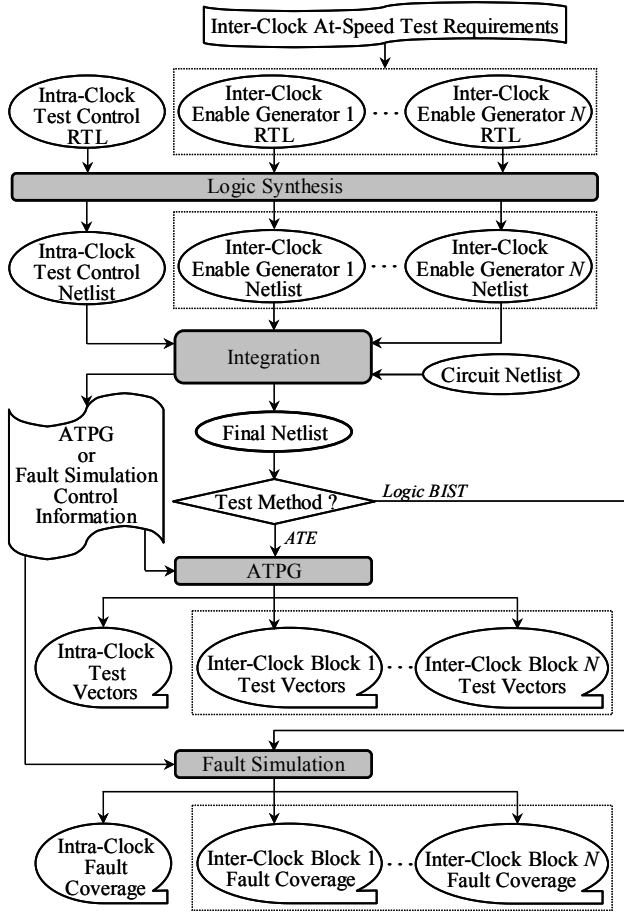 Inter-Clock At-Speed Test Requirements
Intra-Clock
Test Control
RTL
Inter-Clock
Enable Generator 1
RTL
...
Inter-Clock
Enable Generator N
RTL
Logic Synthesis
Intra-Clock
Test Control
Netlist
Inter-Clock
Enable Generator 1
Netlist
...
Inter-Clock
Enable Generator N
Netlist
Integration
Circuit Netlist
ATPG
or
Fault Simulation
Control
Information
Final Netlist
Test Method ?
Logic BIST
ATE
ATPG
Intra-Clock
Test
Vectors
Inter-Clock Block 1
Test Vectors
...
Inter-Clock Block N
Test Vectors
Fault Simulation
Intra-Clock
Fault
Coverage
Inter-Clock Block 1
Fault Coverage
...
Inter-Clock Block N
Fault Coverage